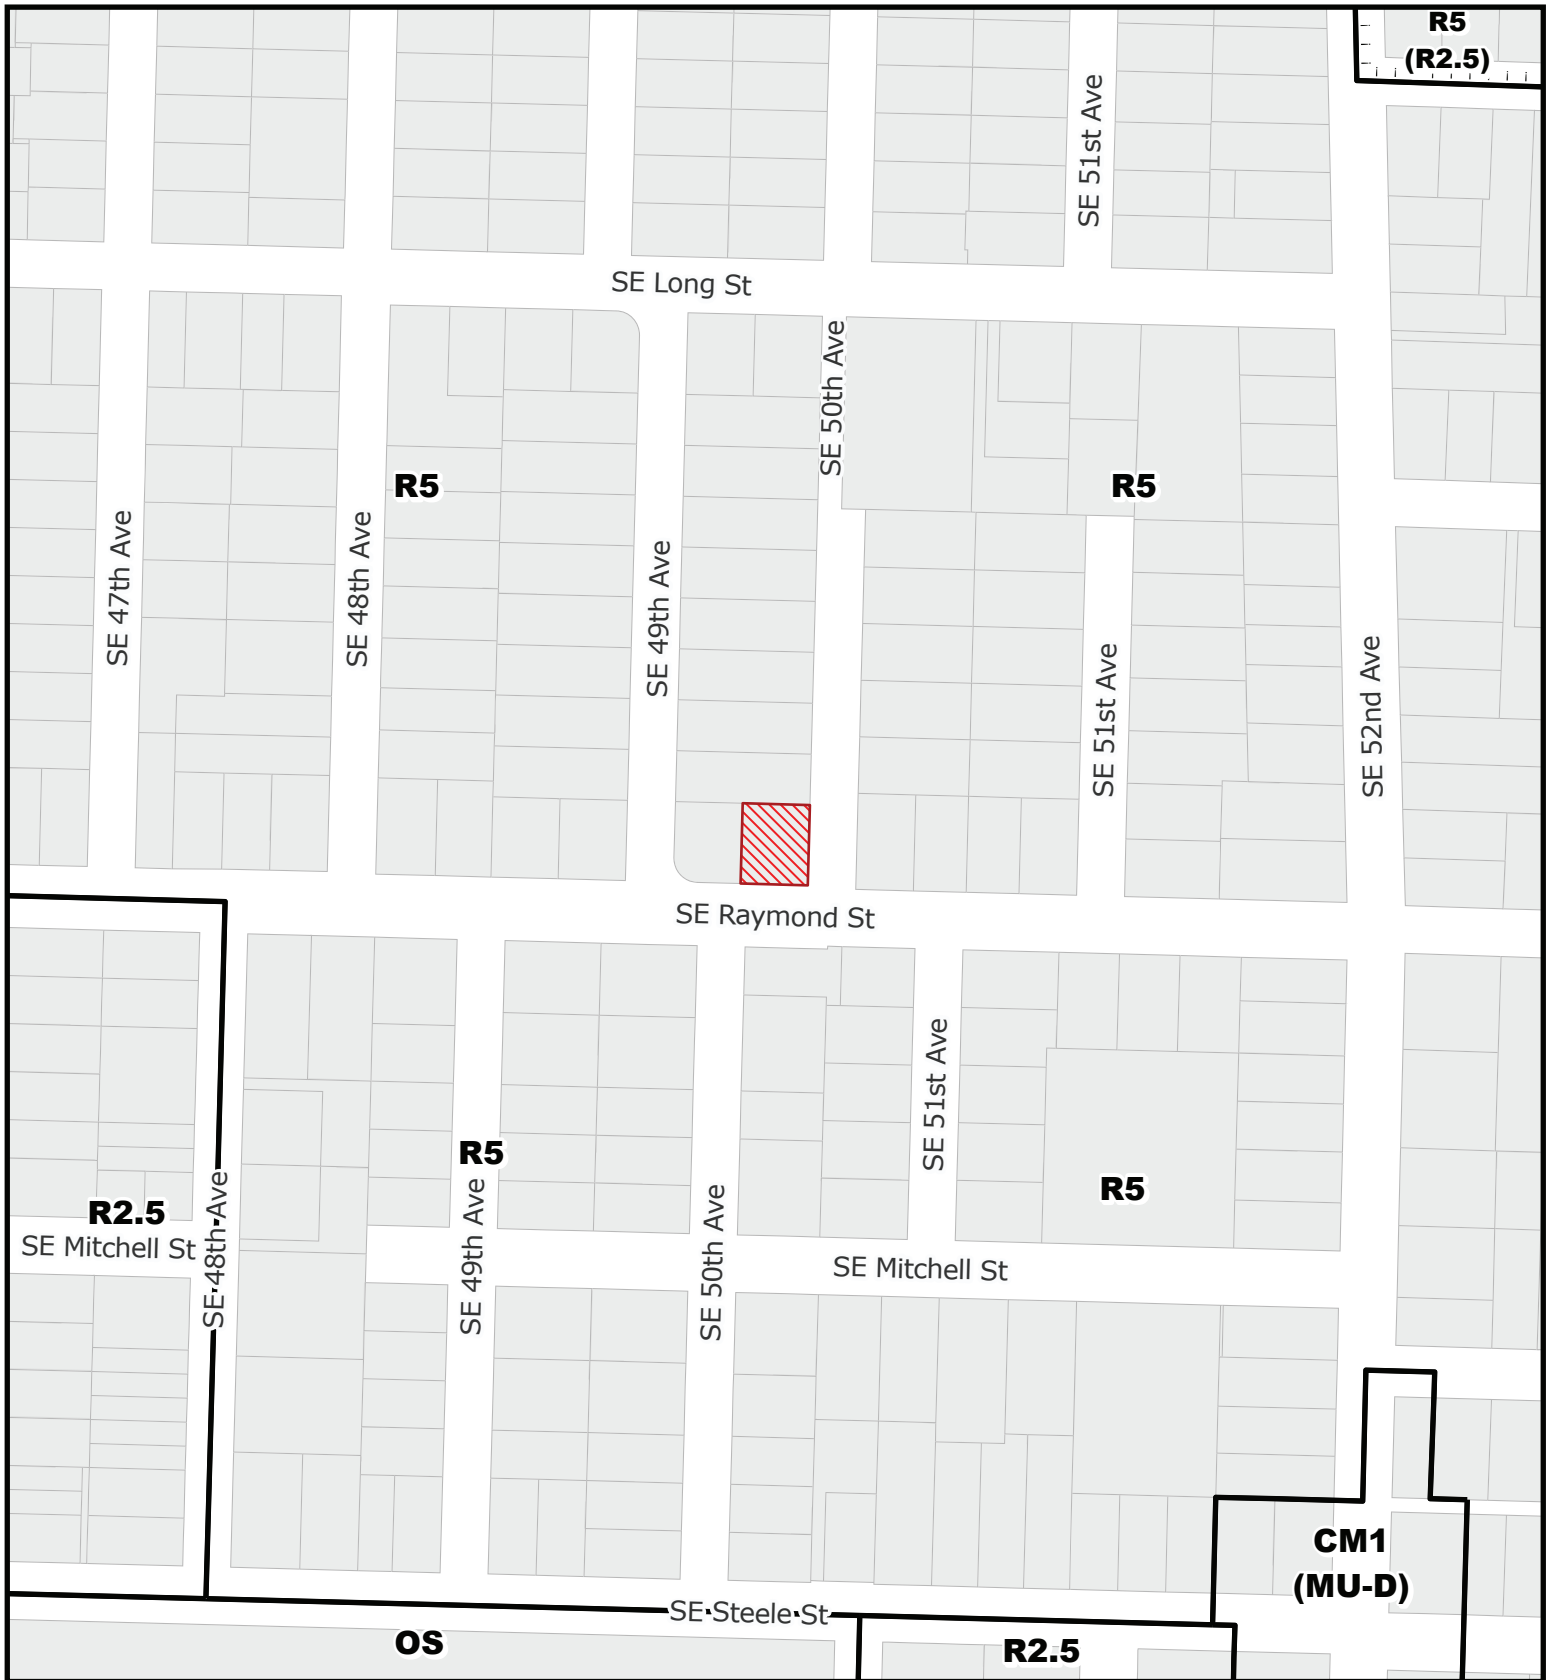 R5
(R2.5)
SE 51st Ave
SE Long St
SE 50th Ave
R5
R5
SE 47th Ave
SE 48th Ave
SE 49th Ave
SE 51st Ave
SE 52nd Ave
SE Raymond St
SE 51st Ave
R5
R5
R2.5
SE Mitchell St
SE 48th Ave
SE 49th Ave
SE 50th Ave
SE Mitchell St
CM1
(MU-D)
SE Steele St
OS
R2.5